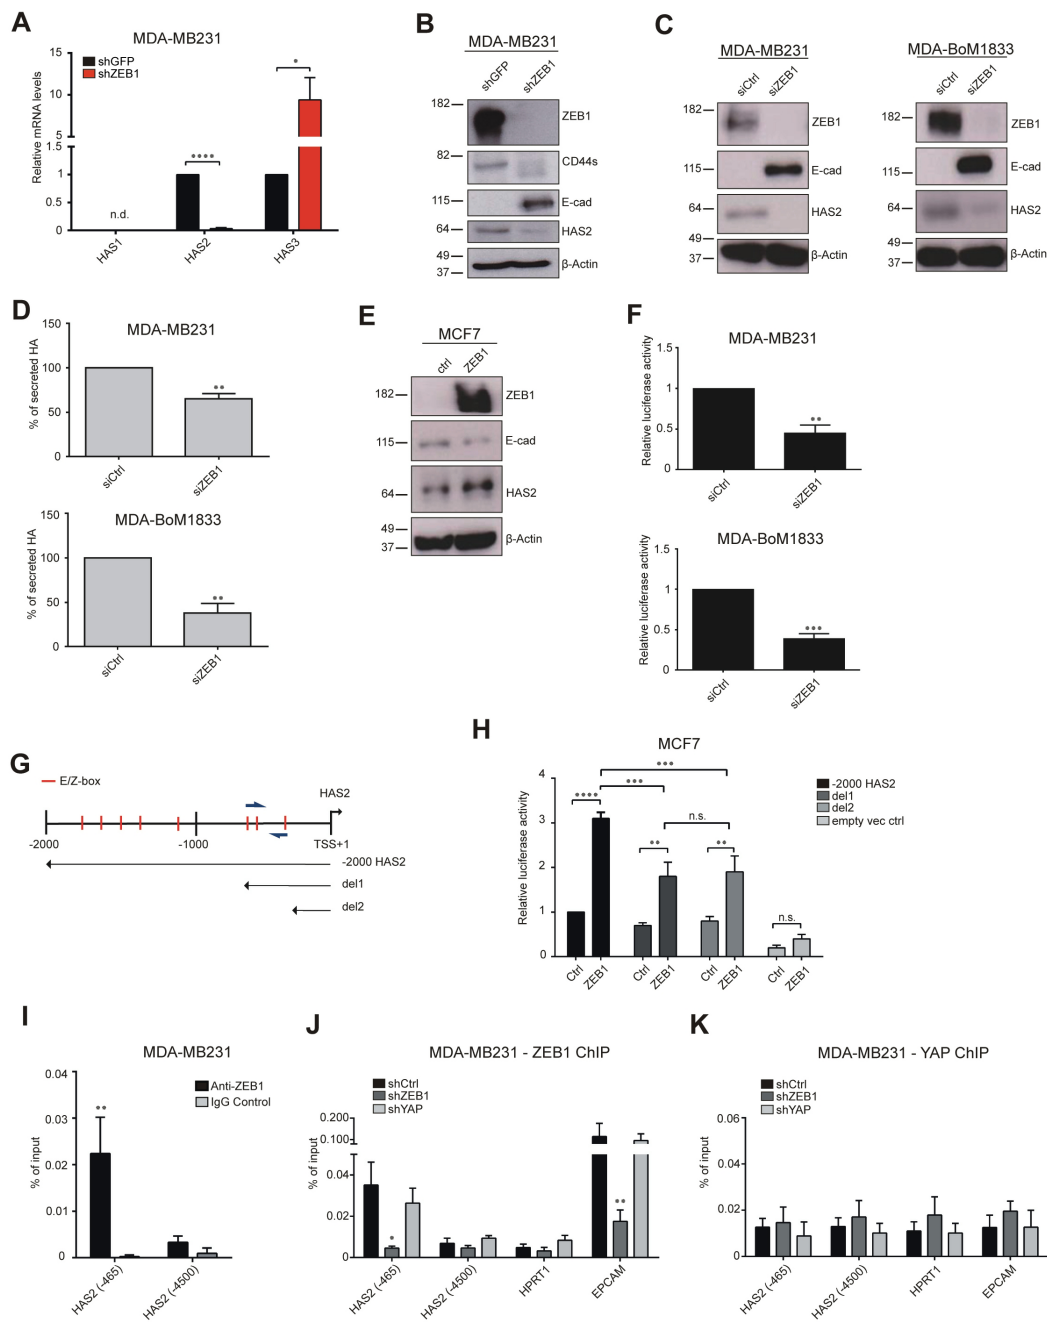 A
MDA-MB231
shGFP
shZEB1
Relative mRNA levels
15
10
5
1.5
1
0.5
0
n.d.
*
****
HAS1
HAS2
HAS3
B
MDA-MB231
shGFP
shZEB1
182
ZEB1
82
CD44s
115
E-cad
64
HAS2
49
37
β-Actin
C
MDA-MB231
siCtrl
siZEB1
182
ZEB1
115
E-cad
64
HAS2
49
37
β-Actin
MDA-BoM1833
siCtrl
siZEB1
182
ZEB1
115
E-cad
64
HAS2
49
37
β-Actin
D
MDA-MB231
% of secreted HA
150
100
50
0
**
siCtrl
siZEB1
MDA-BoM1833
% of secreted HA
150
100
50
0
**
siCtrl
siZEB1
E
MCF7
ctrl
ZEB1
182
ZEB1
115
E-cad
64
HAS2
49
37
β-Actin
F
MDA-MB231
Relative luciferase activity
1.5
1
0.5
0
**
siCtrl
siZEB1
MDA-BoM1833
Relative luciferase activity
1.5
1
0.5
0
***
siCtrl
siZEB1
G
E/Z-box
HAS2
-2000
-1000
TSS+1
-2000 HAS2
del1
del2
H
MCF7
Relative luciferase activity
4
3
2
1
0
****
***
***
**
n.s.
**
n.s.
-2000 HAS2
del1
del2
empty vec ctrl
Ctrl
ZEB1
Ctrl
ZEB1
Ctrl
ZEB1
Ctrl
ZEB1
I
MDA-MB231
% of input
0.04
0.03
0.02
0.01
0
**
Anti-ZEB1
IgG Control
HAS2 (-465)
HAS2 (-4500)
J
MDA-MB231 - ZEB1 ChIP
shCtrl
shZEB1
shYAP
% of input
0.200
0.100
0.04
0.02
0
*
**
HAS2 (-465)
HAS2 (-4500)
HPRT1
EPCAM
K
MDA-MB231 - YAP ChIP
shCtrl
shZEB1
shYAP
% of input
0.06
0.04
0.02
0
HAS2 (-465)
HAS2 (-4500)
HPRT1
EPCAM